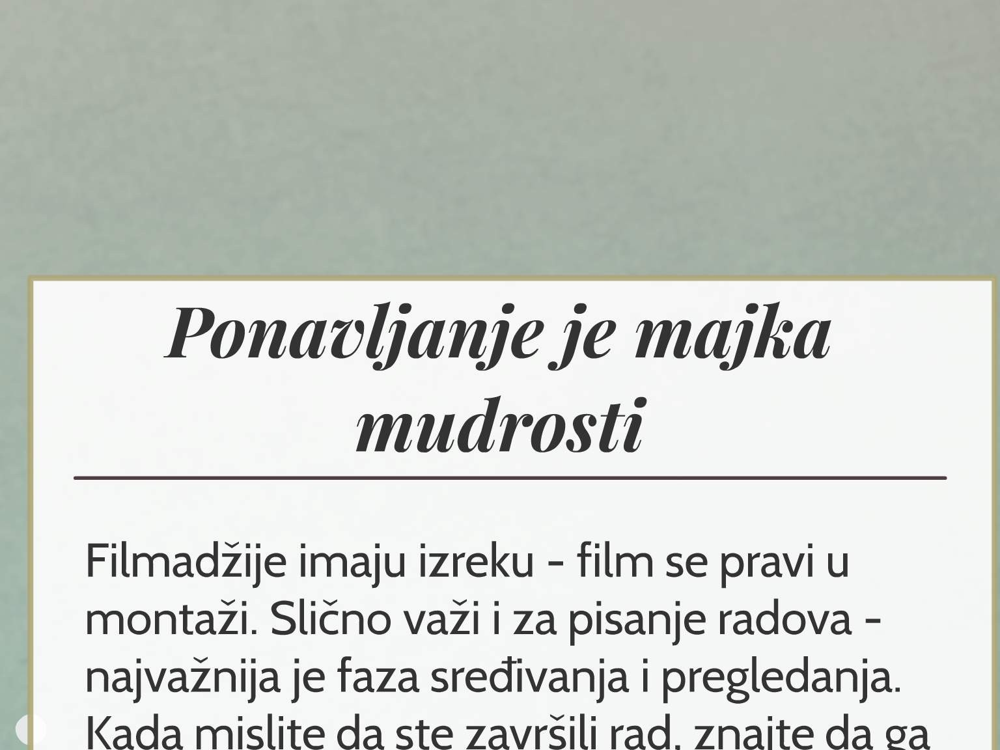 Ponavljanje je majka
mudrosti
Filmadžije imaju izreku - film se pravi u
montaži. Slično važi i za pisanje radova -
najvažnija je faza sređivanja i pregledanja.
Kada mislite da ste završili rad, znajte da ga